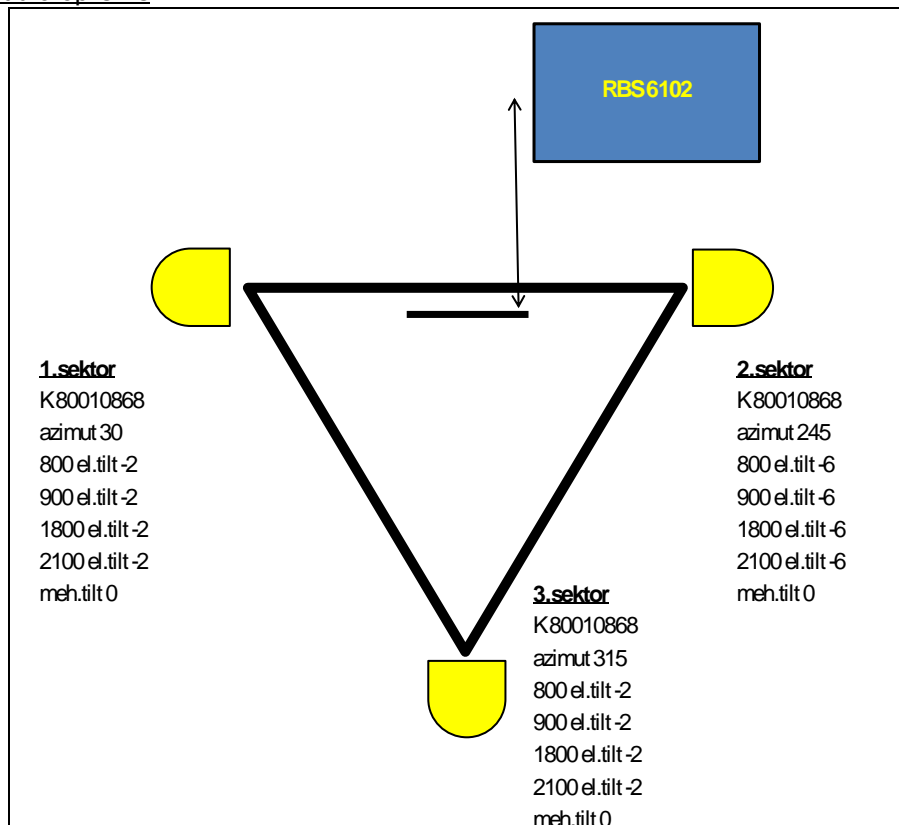 RBS6102
1.sektor
K80010868
azimut 30
800 el.tilt -2
900 el.tilt -2
1800 el.tilt -2
2100 el.tilt -2
meh.tilt 0
2.sektor
K80010868
azimut 245
800 el.tilt -6
900 el.tilt -6
1800 el.tilt -6
2100 el.tilt -6
meh.tilt 0
3.sektor
K80010868
azimut 315
800 el.tilt -2
900 el.tilt -2
1800 el.tilt -2
2100 el.tilt -2
meh.tilt 0